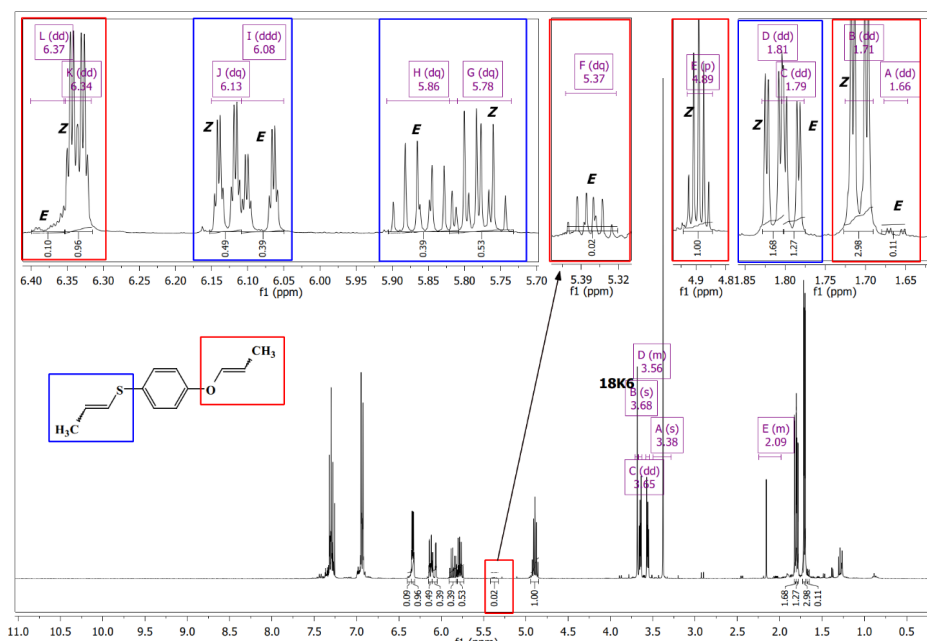 L (dd)
6.37
K (dd)
6.34
Z
E
0.10
0.96
I (ddd)
6.08
J (dq)
6.13
Z
E
0.49
0.39
H (dq)
5.86
G (dq)
5.78
E
Z
0.39
0.53
F (dq)
5.37
E
0.02
E (p)
4.89
1.00
D (dd)
1.81
C (dd)
1.79
Z
E
1.68
1.27
B (dd)
1.71
A (dd)
1.66
Z
E
2.98
0.11
6.40 6.35 6.30 6.25 6.20 6.15 6.10 6.05 6.00 5.95 5.90 5.85 5.80 5.75 5.70
f1 (ppm)
5.39 5.32
f1 (ppm)
4.9 4.8
f1 (ppm)
1.85 1.80 1.75 1.70 1.65
f1 (ppm)
CH3
S
O
H3C
18K6
D (m)
3.56
B (s)
3.68
A (s)
3.38
C (dd)
3.65
E (m)
2.09
0.09
0.96
0.49
0.39
0.39
0.53
0.02
1.00
1.68
1.27
2.98
0.11
11.0 10.5 10.0 9.5 9.0 8.5 8.0 7.5 7.0 6.5 6.0 5.5 5.0 4.5 4.0 3.5 3.0 2.5 2.0 1.5 1.0 0.5 0.0
f1 (ppm)